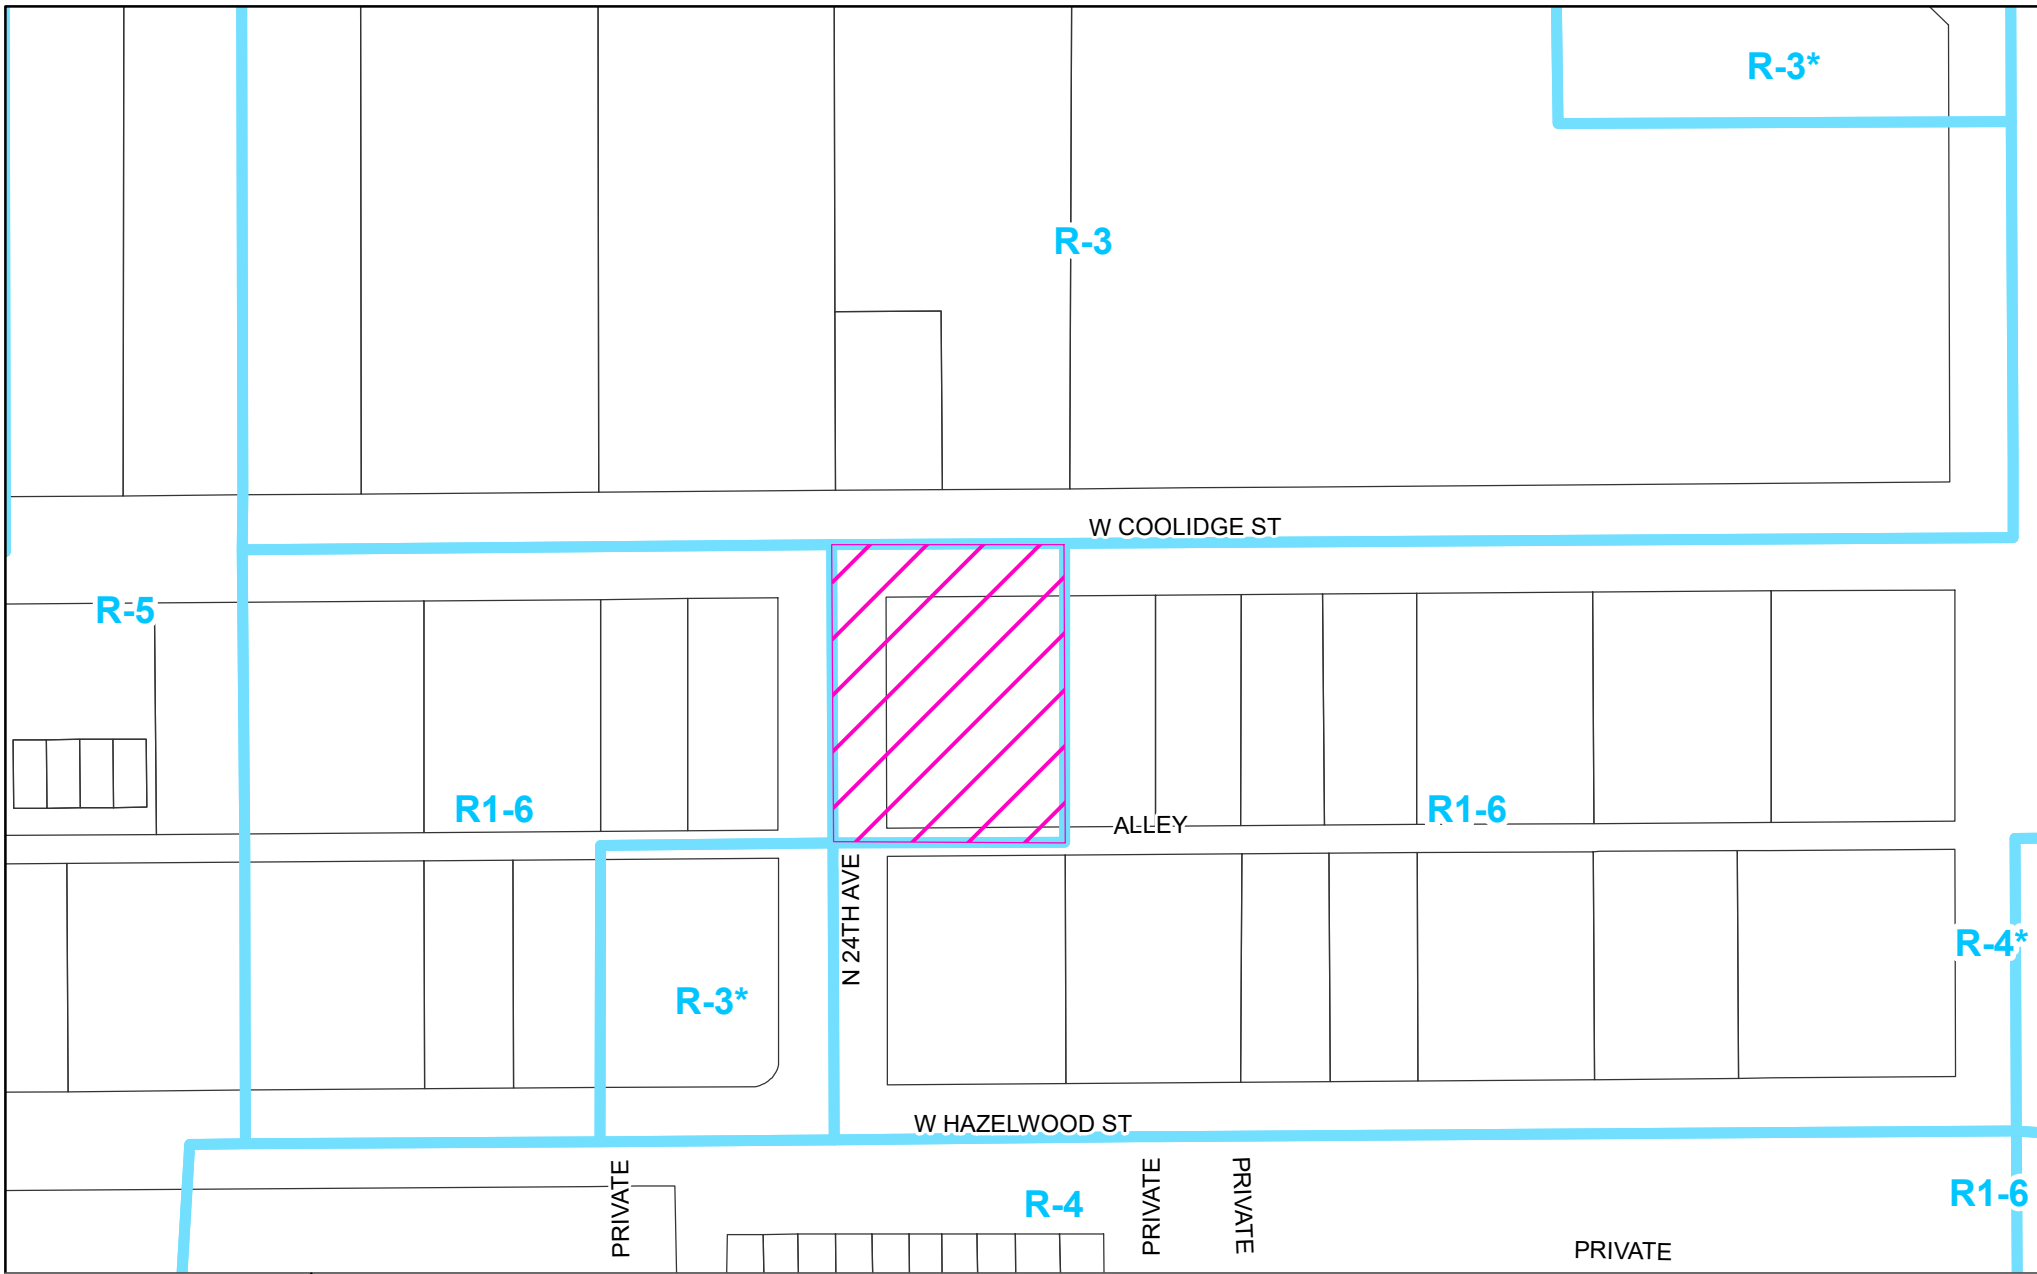 R-3*
R-3
W COOLIDGE ST
R-5
R1-6
R1-6
ALLEY
N 24TH AVE
R-4*
R-3*
W HAZELWOOD ST
PRIVATE
PRIVATE
PRIVATE
R-4
R1-6
PRIVATE